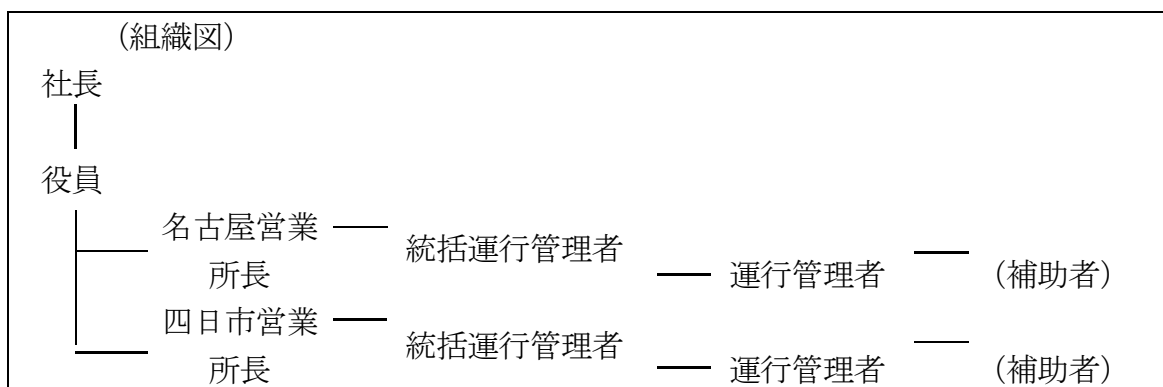 (組織図)
社長
役員
名古屋営業所長 統括運行管理者 運行管理者 (補助者)
四日市営業所長 統括運行管理者 運行管理者 (補助者)